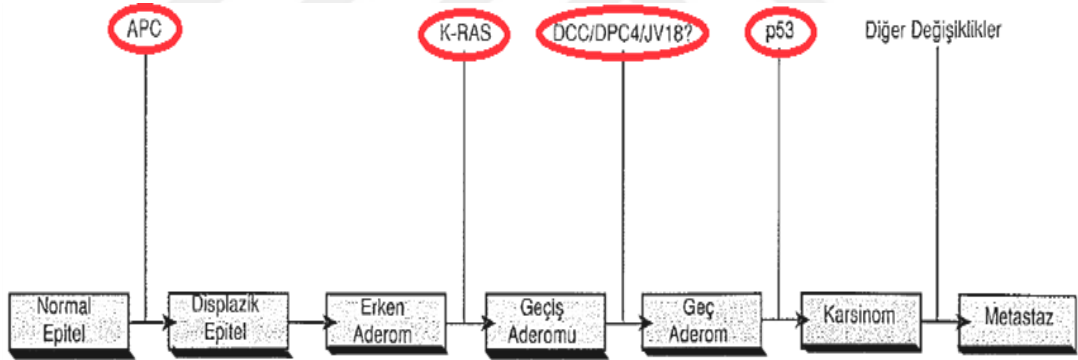 APC
K-RAS
DCC/DPC4/JV18?
p53
Diğer Değişiklikler
Normal
Epitel
Displazik
Epitel
Erken
Aderom
Geçiş
Aderomu
Geç
Aderom
Karsinom
Metastaz